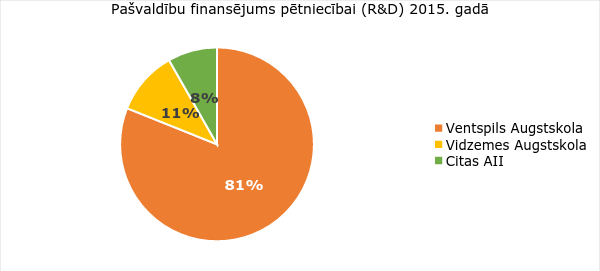 Pašvaldību finansējums pētniecībai (R&D) 2015. gadā
8%
11%
81%
Ventspils Augstskola
Vidzemes Augstskola
Citas AII